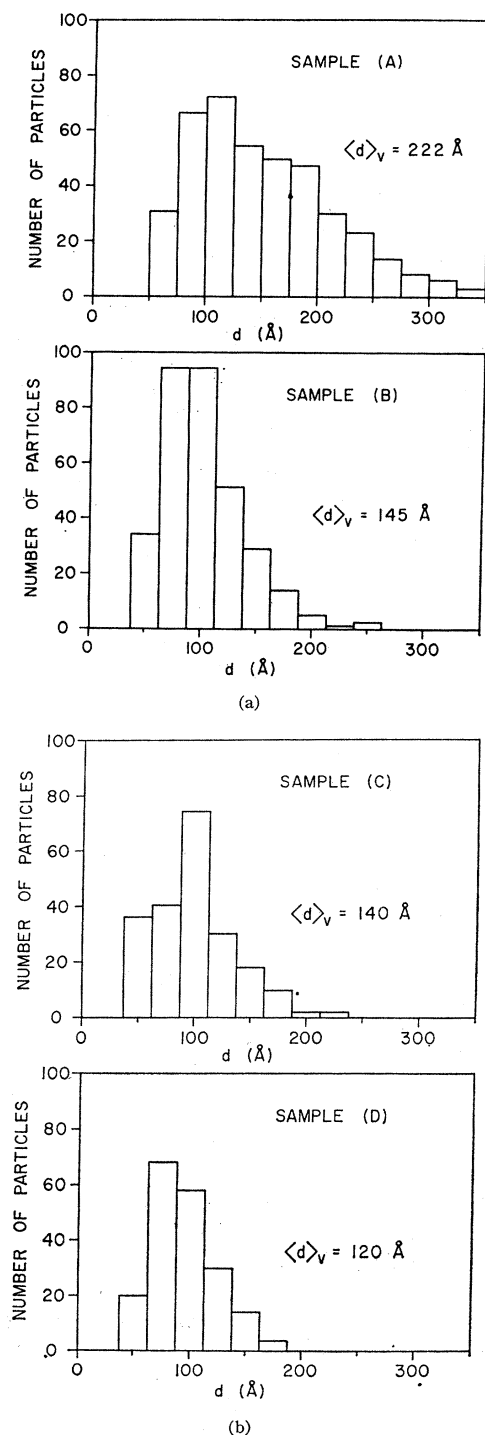 100
80
60
40
20
0
NUMBER OF PARTICLES
SAMPLE (A)
⟨d⟩v = 222 Å
0 100 200 300
d (Å)
100
80
60
40
20
0
NUMBER OF PARTICLES
SAMPLE (B)
⟨d⟩v = 145 Å
0 100 200 300
d (Å)
(a)
100
80
60
40
20
0
NUMBER OF PARTICLES
SAMPLE (C)
⟨d⟩v = 140 Å
0 100 200 300
d (Å)
100
80
60
40
20
0
NUMBER OF PARTICLES
SAMPLE (D)
⟨d⟩v = 120 Å
0 100 200 300
d (Å)
(b)